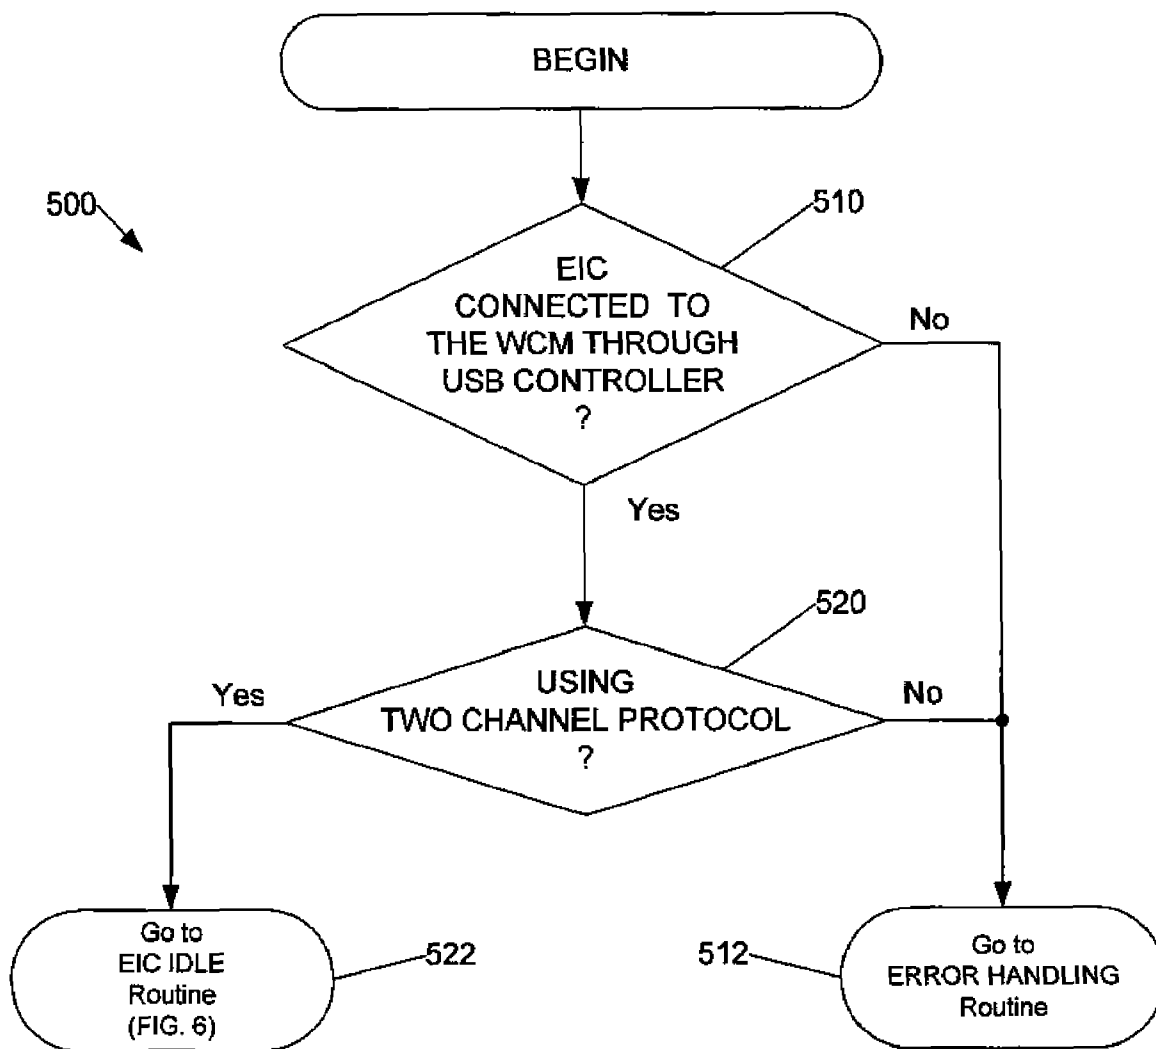 BEGIN
500
510
EIC
CONNECTED TO
THE WCM THROUGH
USB CONTROLLER
?
No
Yes
520
USING
TWO CHANNEL PROTOCOL
?
Yes
No
Go to
EIC IDLE
Routine
(FIG. 6)
522
512
Go to
ERROR HANDLING
Routine